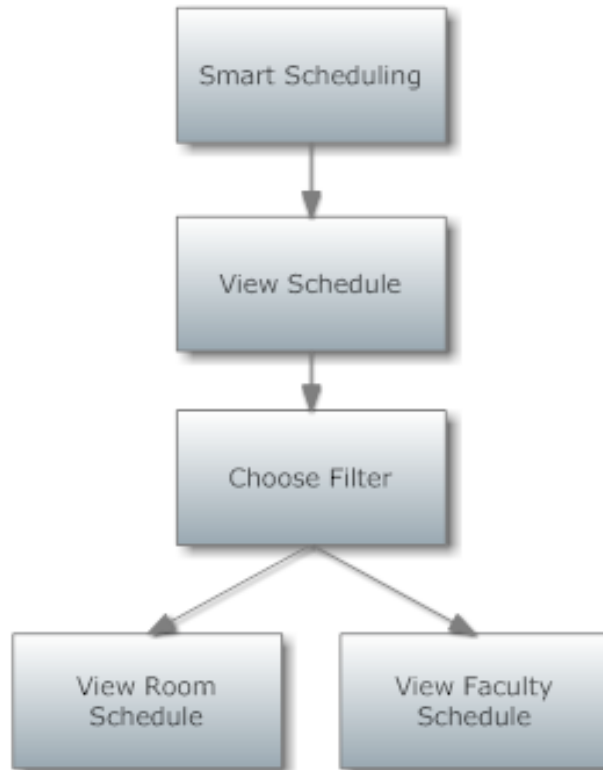 Smart Scheduling
View Schedule
Choose Filter
View Room
Schedule
View Faculty
Schedule